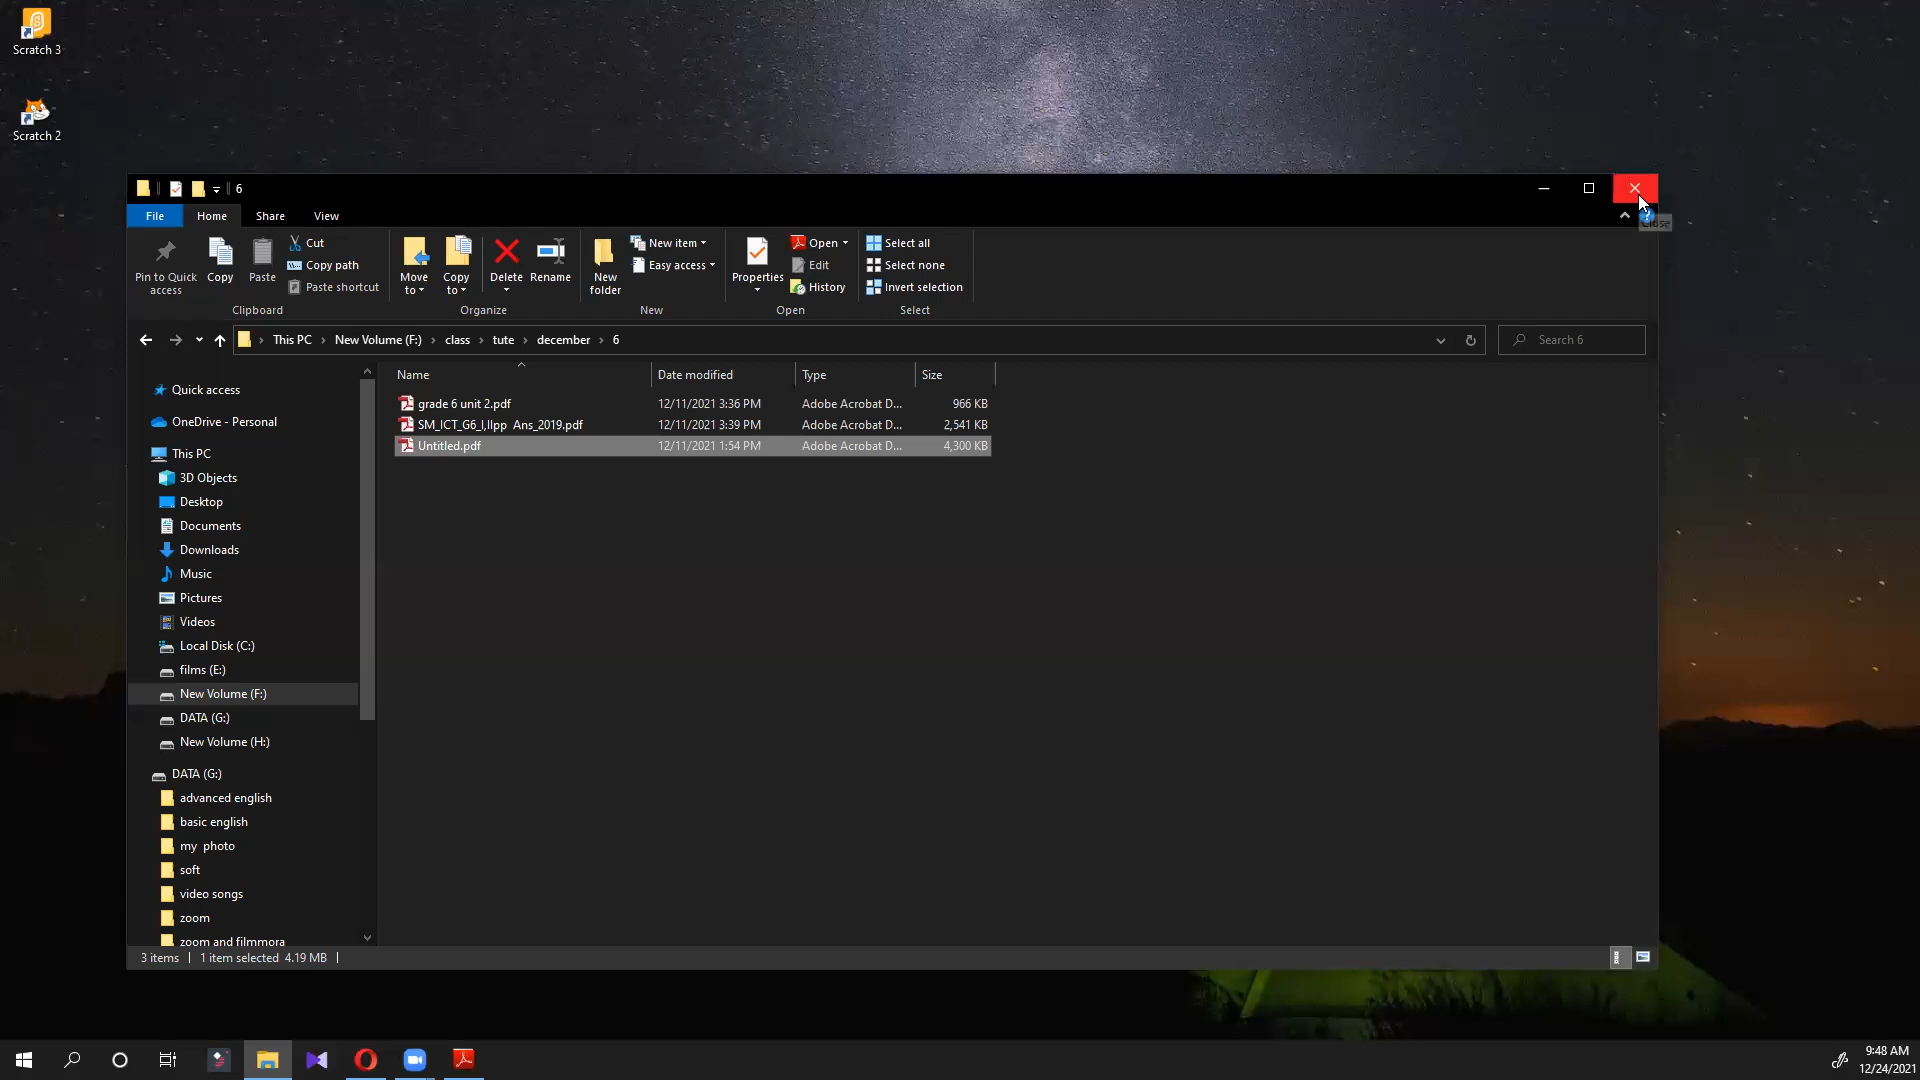 Scratch 3
Scratch 2
6
File Home Share View
Close
Pin to Quick access
Copy
Paste
Cut
Copy path
Paste shortcut
Clipboard
Move to
Copy to
Delete
Rename
Organize
New folder
New item
Easy access
New
Properties
Open
Edit
History
Open
Select all
Select none
Invert selection
Select
This PC › New Volume (F:) › class › tute › december › 6
Search 6
Name Date modified Type Size
grade 6 unit 2.pdf 12/11/2021 3:36 PM Adobe Acrobat D... 966 KB
SM_ICT_G6_I,IIpp Ans_2019.pdf 12/11/2021 3:39 PM Adobe Acrobat D... 2,541 KB
Untitled.pdf 12/11/2021 1:54 PM Adobe Acrobat D... 4,300 KB
Quick access
OneDrive - Personal
This PC
3D Objects
Desktop
Documents
Downloads
Music
Pictures
Videos
Local Disk (C:)
films (E:)
New Volume (F:)
DATA (G:)
New Volume (H:)
DATA (G:)
advanced english
basic english
my photo
soft
video songs
zoom
zoom and filmmora
3 items 1 item selected 4.19 MB
9:48 AM
12/24/2021